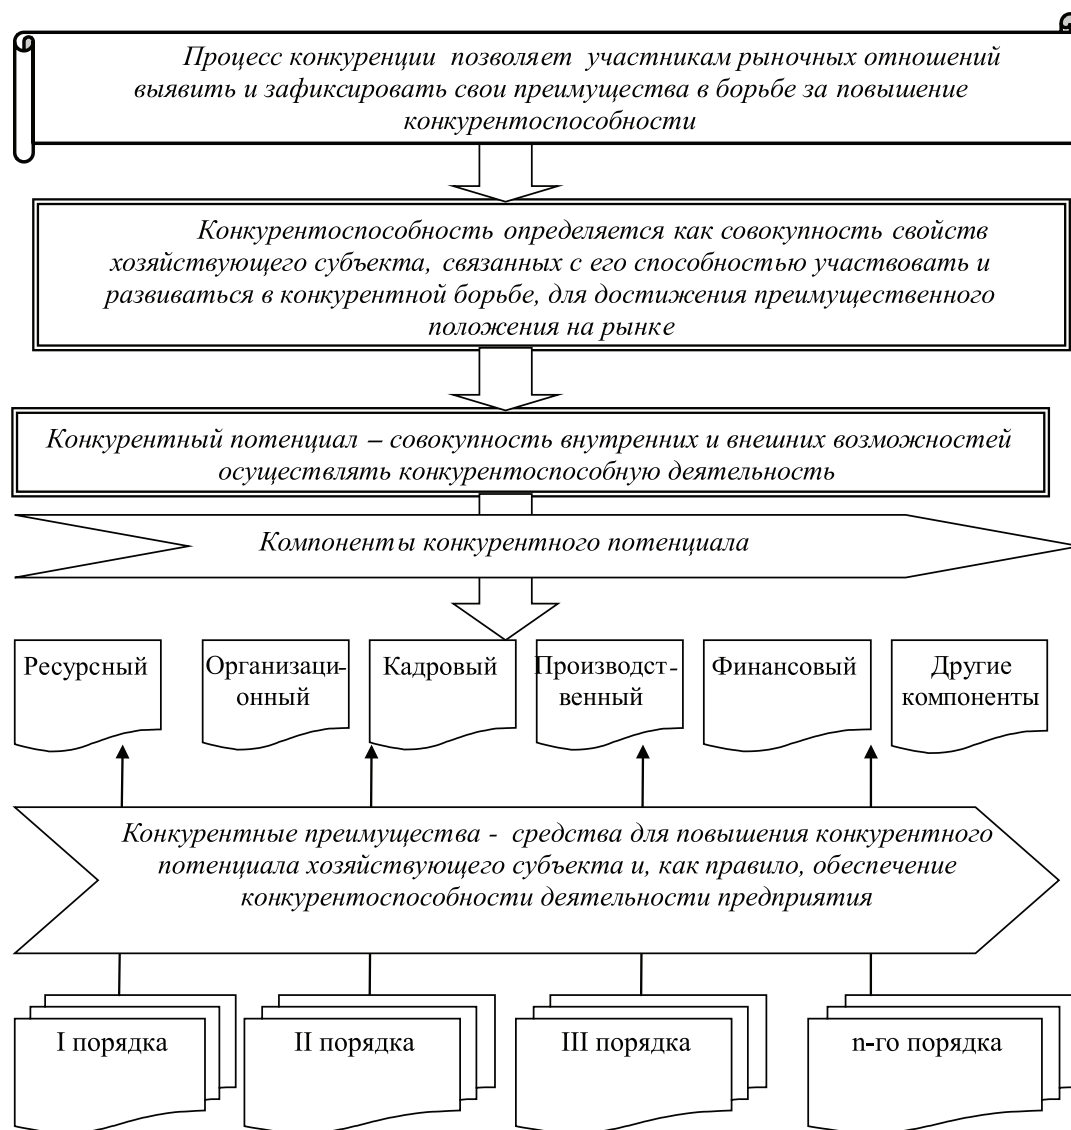 Процесс конкуренции позволяет участникам рыночных отношений
выявить и зафиксировать свои преимущества в борьбе за повышение
конкурентоспособности
Конкурентоспособность определяется как совокупность свойств
хозяйствующего субъекта, связанных с его способностью участвовать и
развиваться в конкурентной борьбе, для достижения преимущественного
положения на рынке
Конкурентный потенциал – совокупность внутренних и внешних возможностей
осуществлять конкурентоспособную деятельность
Компоненты конкурентного потенциала
Ресурсный
Организаци-
онный
Кадровый
Производст-
венный
Финансовый
Другие
компоненты
Конкурентные преимущества - средства для повышения конкурентного
потенциала хозяйствующего субъекта и, как правило, обеспечение
конкурентоспособности деятельности предприятия
I порядка
II порядка
III порядка
n-го порядка